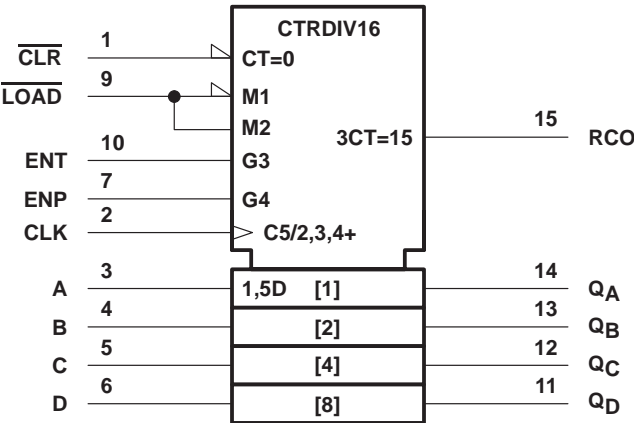 CTRDIV16
CLR 1 CT=0
LOAD 9 M1
M2
3CT=15 15 RCO
ENT 10 G3
ENP 7 G4
CLK 2 C5/2,3,4+
A 3 1,5D [1] 14 QA
B 4 [2] 13 QB
C 5 [4] 12 QC
D 6 [8] 11 QD